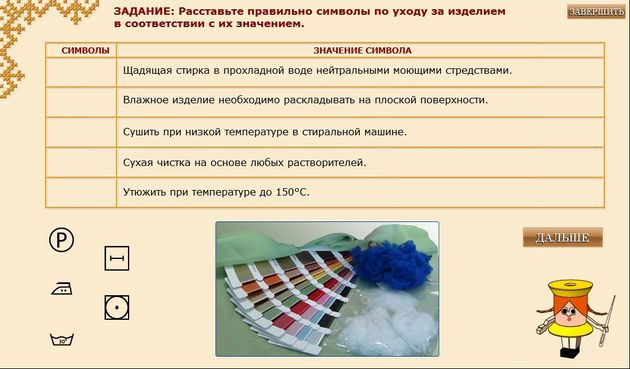 ЗАДАНИЕ: Расставьте правильно символы по уходу за изделием
в соответствии с их значением.
ЗАВЕРШИТЬ
СИМВОЛЫ ЗНАЧЕНИЕ СИМВОЛА
Щадящая стирка в прохладной воде нейтральными моющими стредствами.
Влажное изделие необходимо раскладывать на плоской поверхности.
Сушить при низкой температуре в стиральной машине.
Сухая чистка на основе любых растворителей.
Утюжить при температуре до 150°С.
P
ДАЛЬШЕ
30°